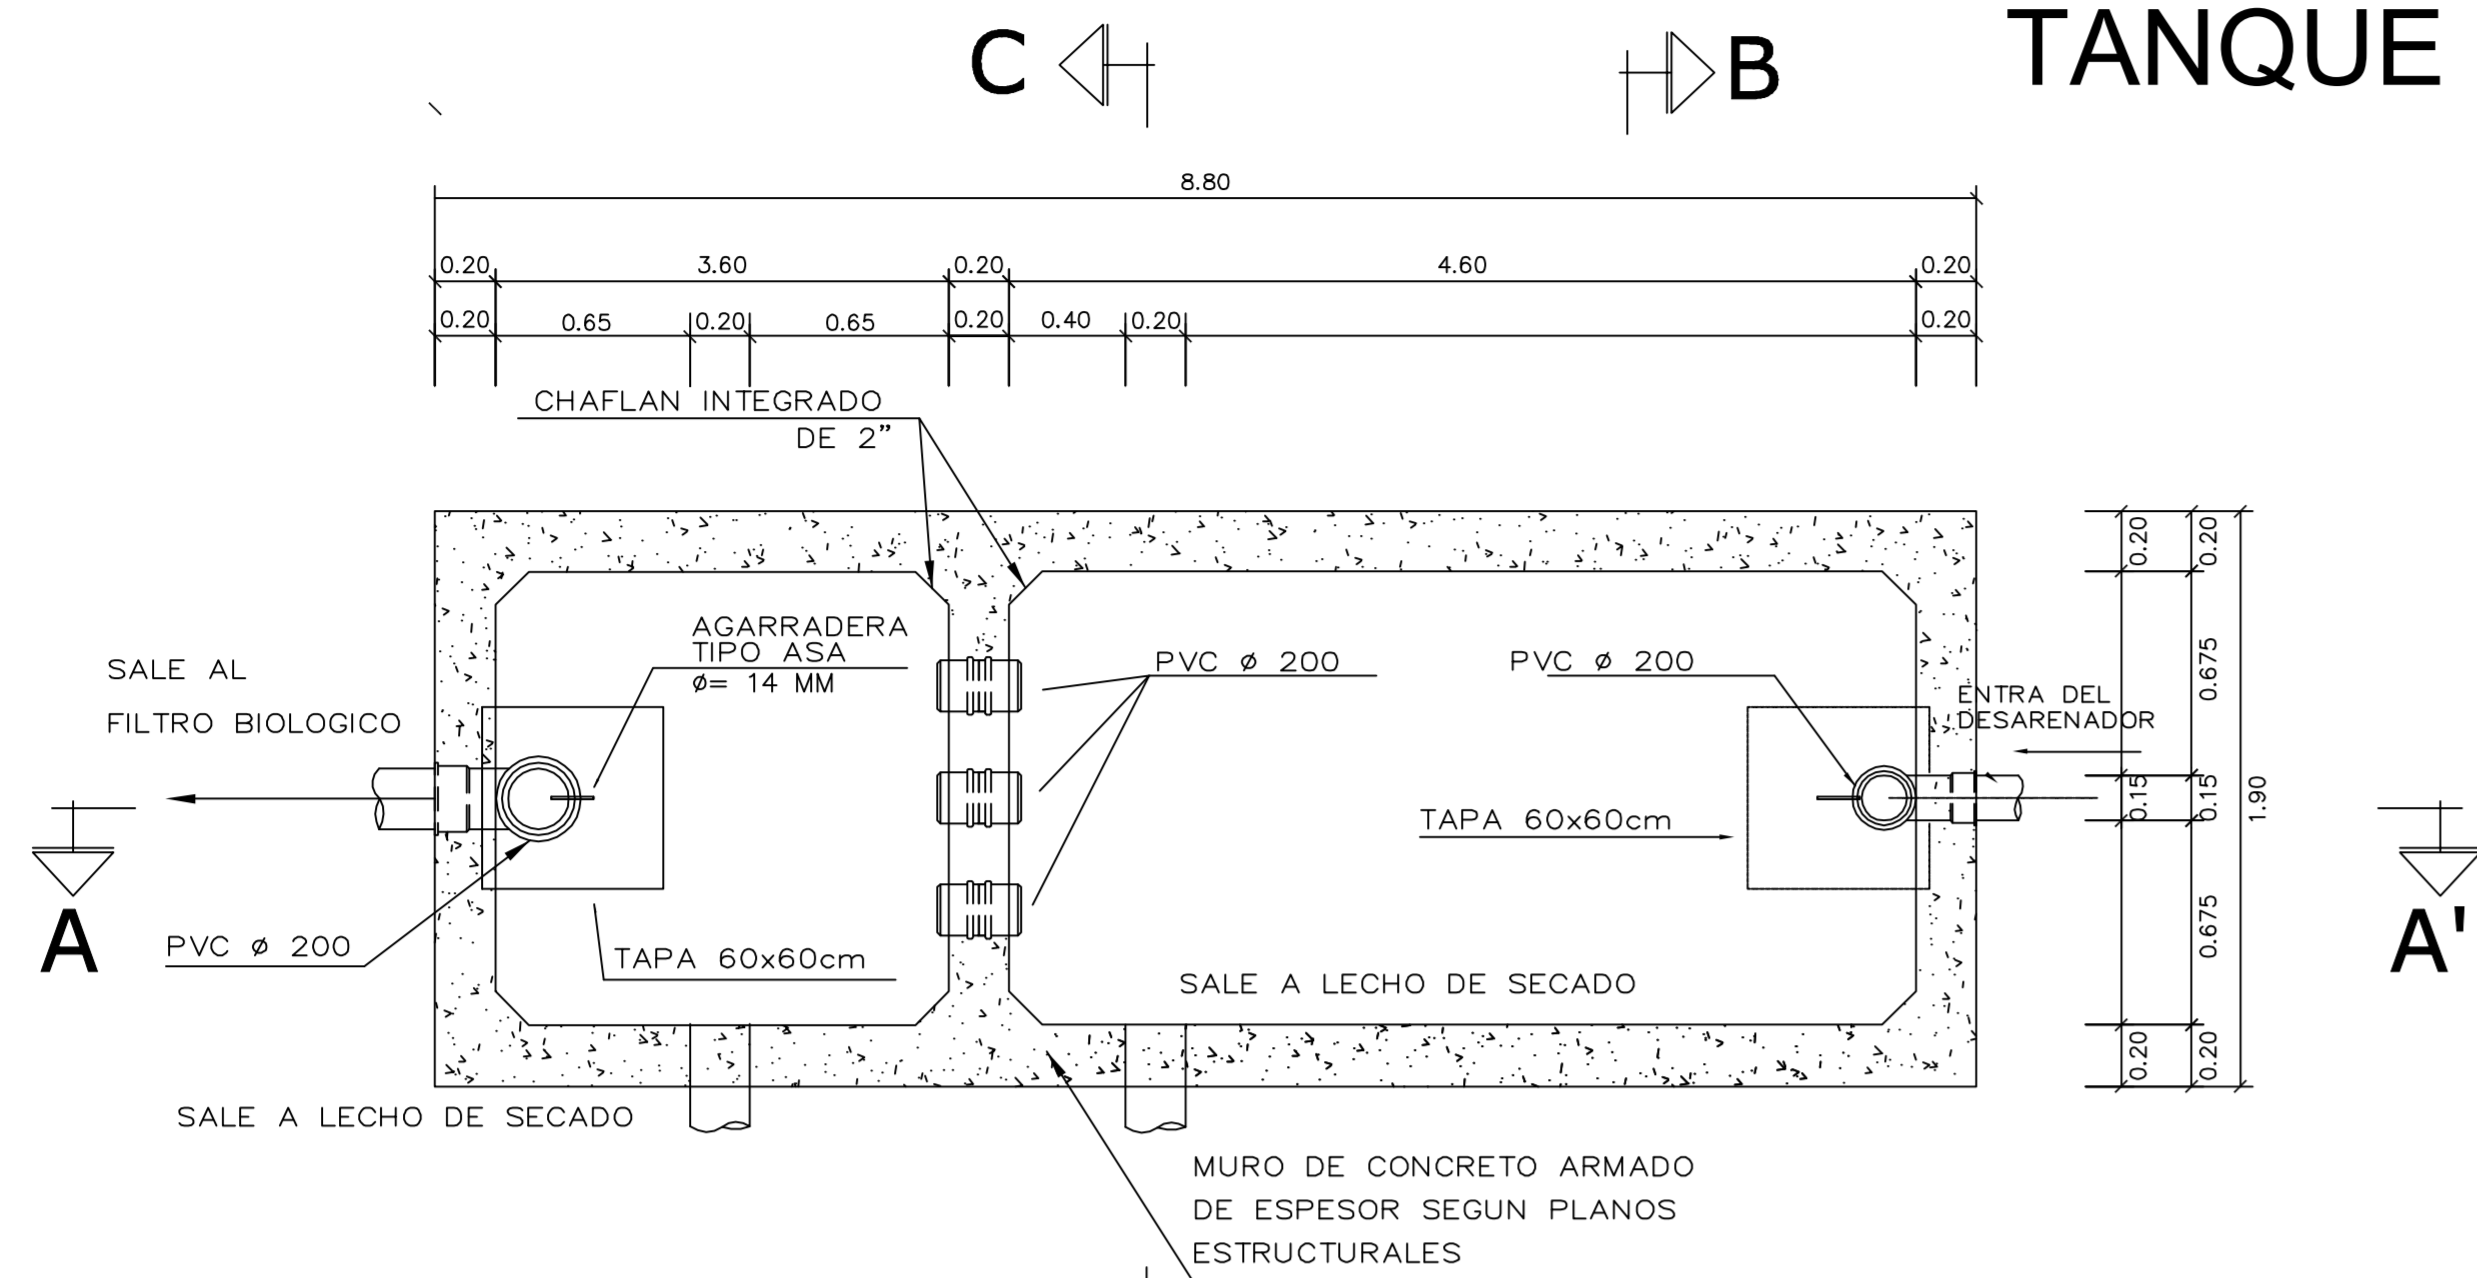 TANQUE
C
B
8.80
0.20
3.60
0.20
4.60
0.20
0.20
0.65
0.20
0.65
0.20
0.40
0.20
0.20
CHAFLAN INTEGRADO
DE 2”
0.20
0.20
AGARRADERA
TIPO ASA
Ø= 14 MM
PVC Ø 200
PVC Ø 200
0.675
SALE AL
FILTRO BIOLOGICO
ENTRA DEL
DESARENADOR
0.15
0.15
1.90
TAPA 60x60cm
A
A'
PVC Ø 200
TAPA 60x60cm
0.675
SALE A LECHO DE SECADO
0.20
0.20
SALE A LECHO DE SECADO
MURO DE CONCRETO ARMADO
DE ESPESOR SEGUN PLANOS
ESTRUCTURALES